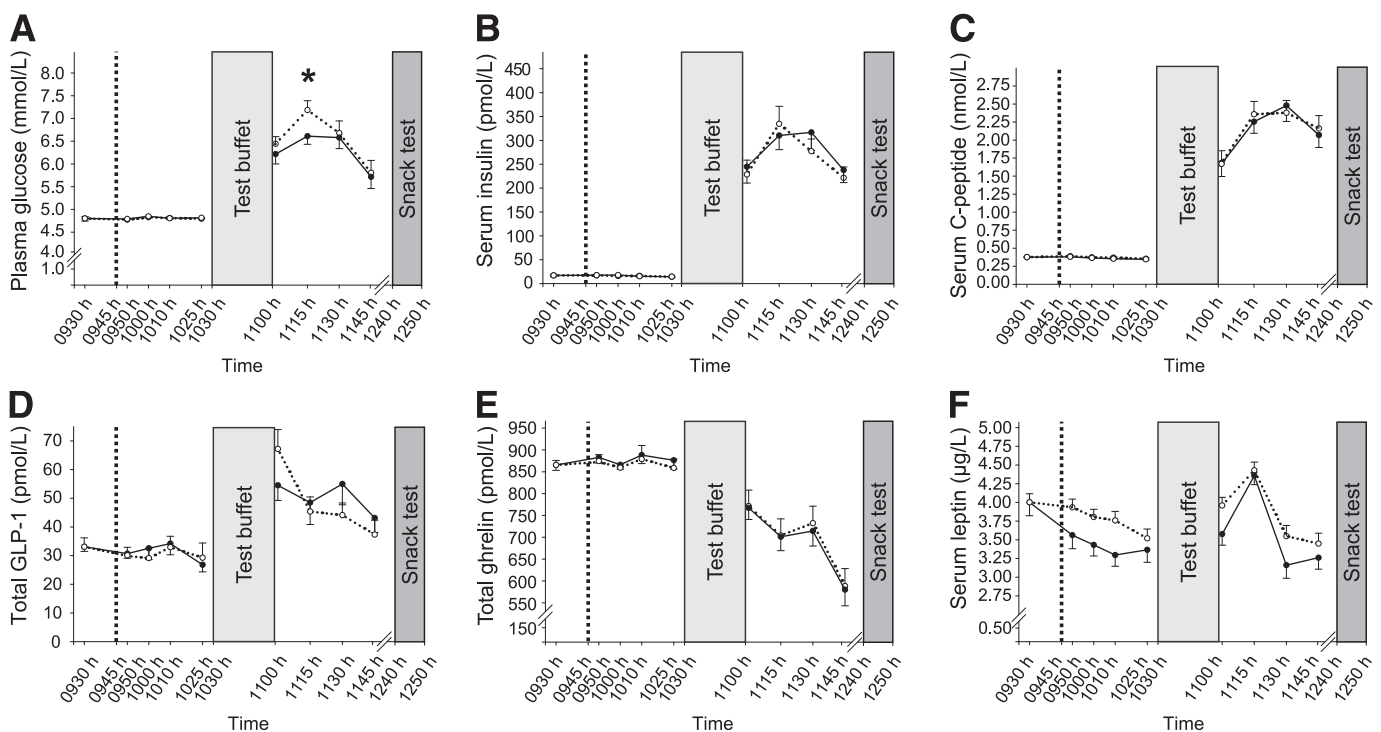 A
Plasma glucose (mmol/L)
8.0
7.5
7.0
6.5
6.0
5.5
5.0
4.5
4.0
1.0
*
Test buffet
Snack test
0930 h
0945 h
0950 h
1000 h
1010 h
1025 h
1030 h
1100 h
1115 h
1130 h
1145 h
1240 h
1250 h
Time
B
Serum insulin (pmol/L)
450
400
350
300
250
200
150
100
50
0
Test buffet
Snack test
0930 h
0945 h
0950 h
1000 h
1010 h
1025 h
1030 h
1100 h
1115 h
1130 h
1145 h
1240 h
1250 h
Time
C
Serum C-peptide (nmol/L)
2.75
2.50
2.25
2.00
1.75
1.50
1.25
1.00
0.75
0.50
0.25
0.00
Test buffet
Snack test
0930 h
0945 h
0950 h
1000 h
1010 h
1025 h
1030 h
1100 h
1115 h
1130 h
1145 h
1240 h
1250 h
Time
D
Total GLP-1 (pmol/L)
70
60
50
40
30
20
10
0
Test buffet
Snack test
0930 h
0945 h
0950 h
1000 h
1010 h
1025 h
1030 h
1100 h
1115 h
1130 h
1145 h
1240 h
1250 h
Time
E
Total ghrelin (pmol/L)
950
900
850
800
750
700
650
600
550
150
Test buffet
Snack test
0930 h
0945 h
0950 h
1000 h
1010 h
1025 h
1030 h
1100 h
1115 h
1130 h
1145 h
1240 h
1250 h
Time
F
Serum leptin (µg/L)
5.00
4.75
4.50
4.25
4.00
3.75
3.50
3.25
3.00
2.75
0.50
Test buffet
Snack test
0930 h
0945 h
0950 h
1000 h
1010 h
1025 h
1030 h
1100 h
1115 h
1130 h
1145 h
1240 h
1250 h
Time